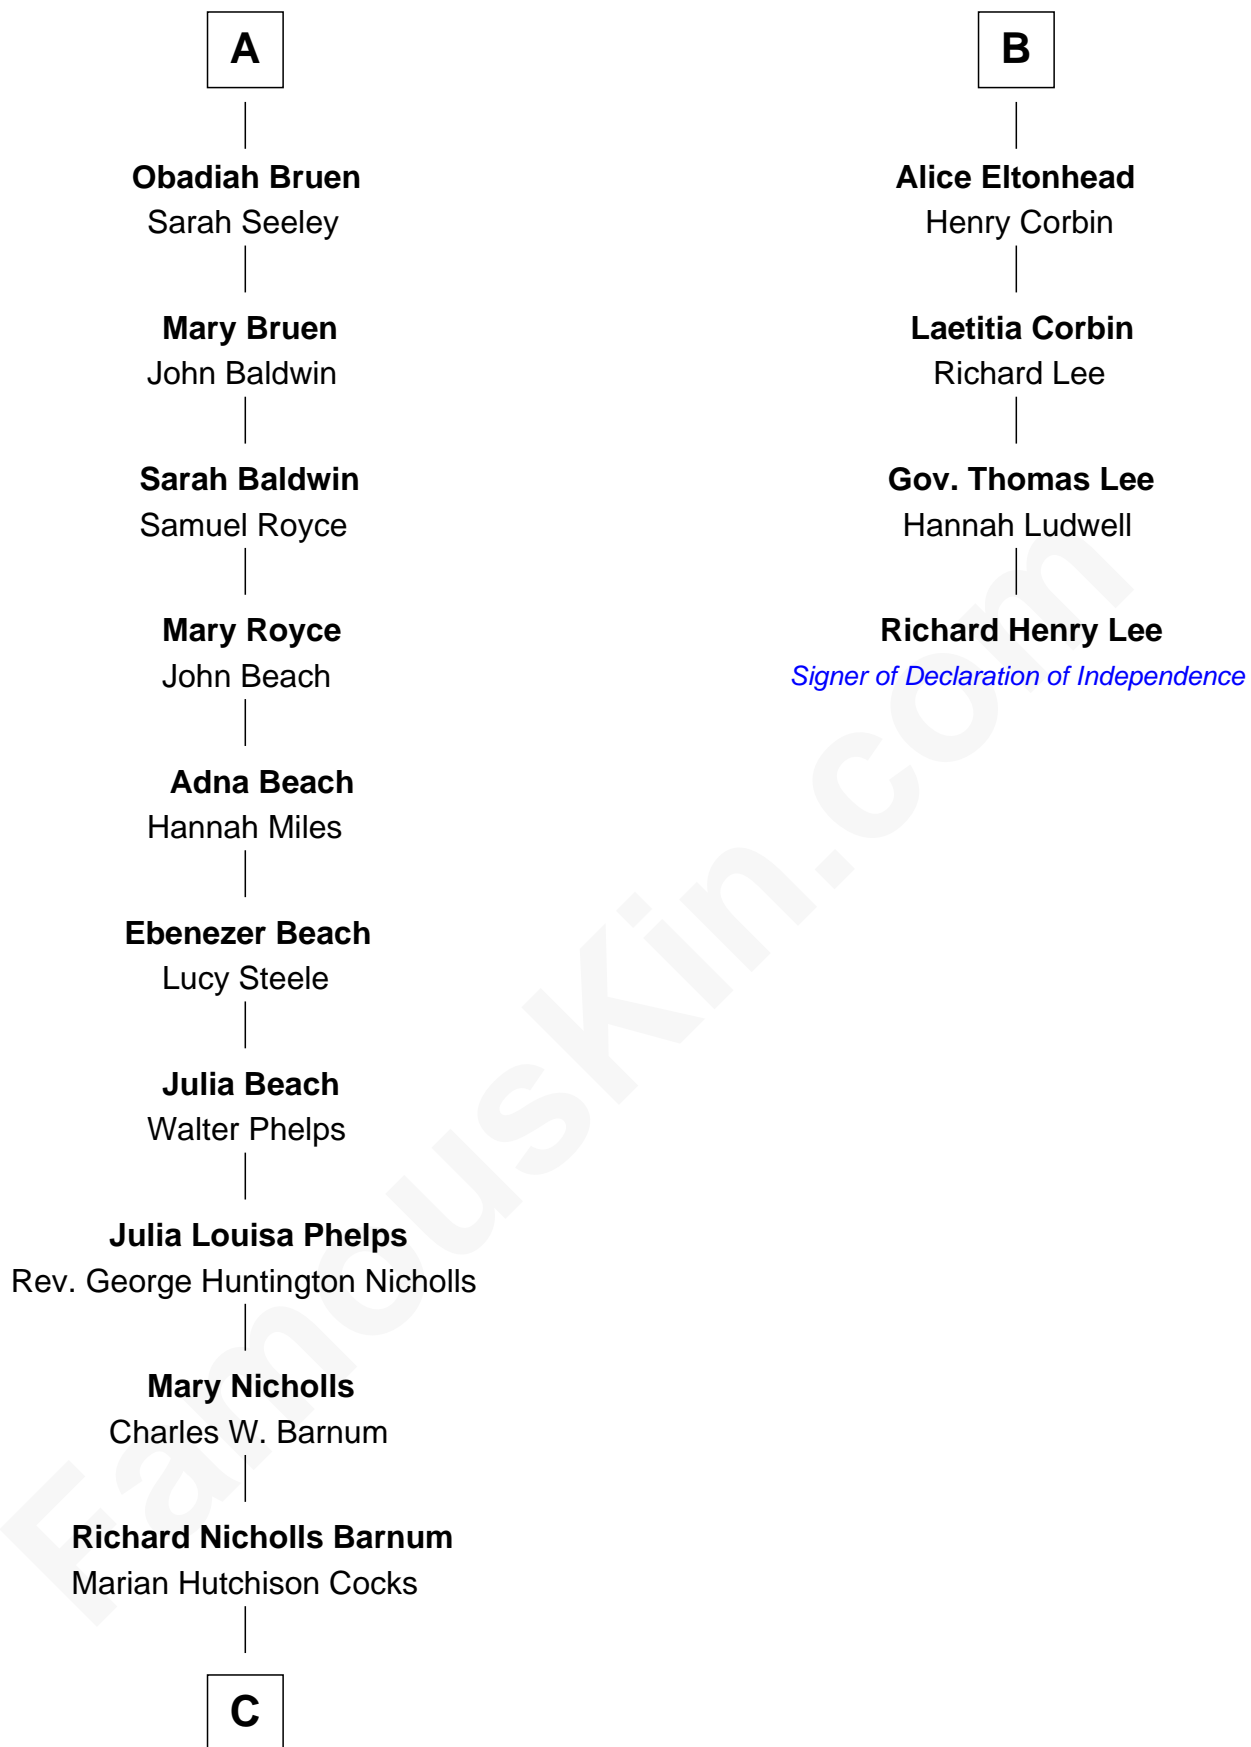 A
Obadiah Bruen
Sarah Seeley
Mary Bruen
John Baldwin
Sarah Baldwin
Samuel Royce
Mary Royce
John Beach
Adna Beach
Hannah Miles
Ebenezer Beach
Lucy Steele
Julia Beach
Walter Phelps
Julia Louisa Phelps
Rev. George Huntington Nicholls
Mary Nicholls
Charles W. Barnum
Richard Nicholls Barnum
Marian Hutchison Cocks
C
B
Alice Eltonhead
Henry Corbin
Laetitia Corbin
Richard Lee
Gov. Thomas Lee
Hannah Ludwell
Richard Henry Lee
Signer of Declaration of Independence
FamousKin.com